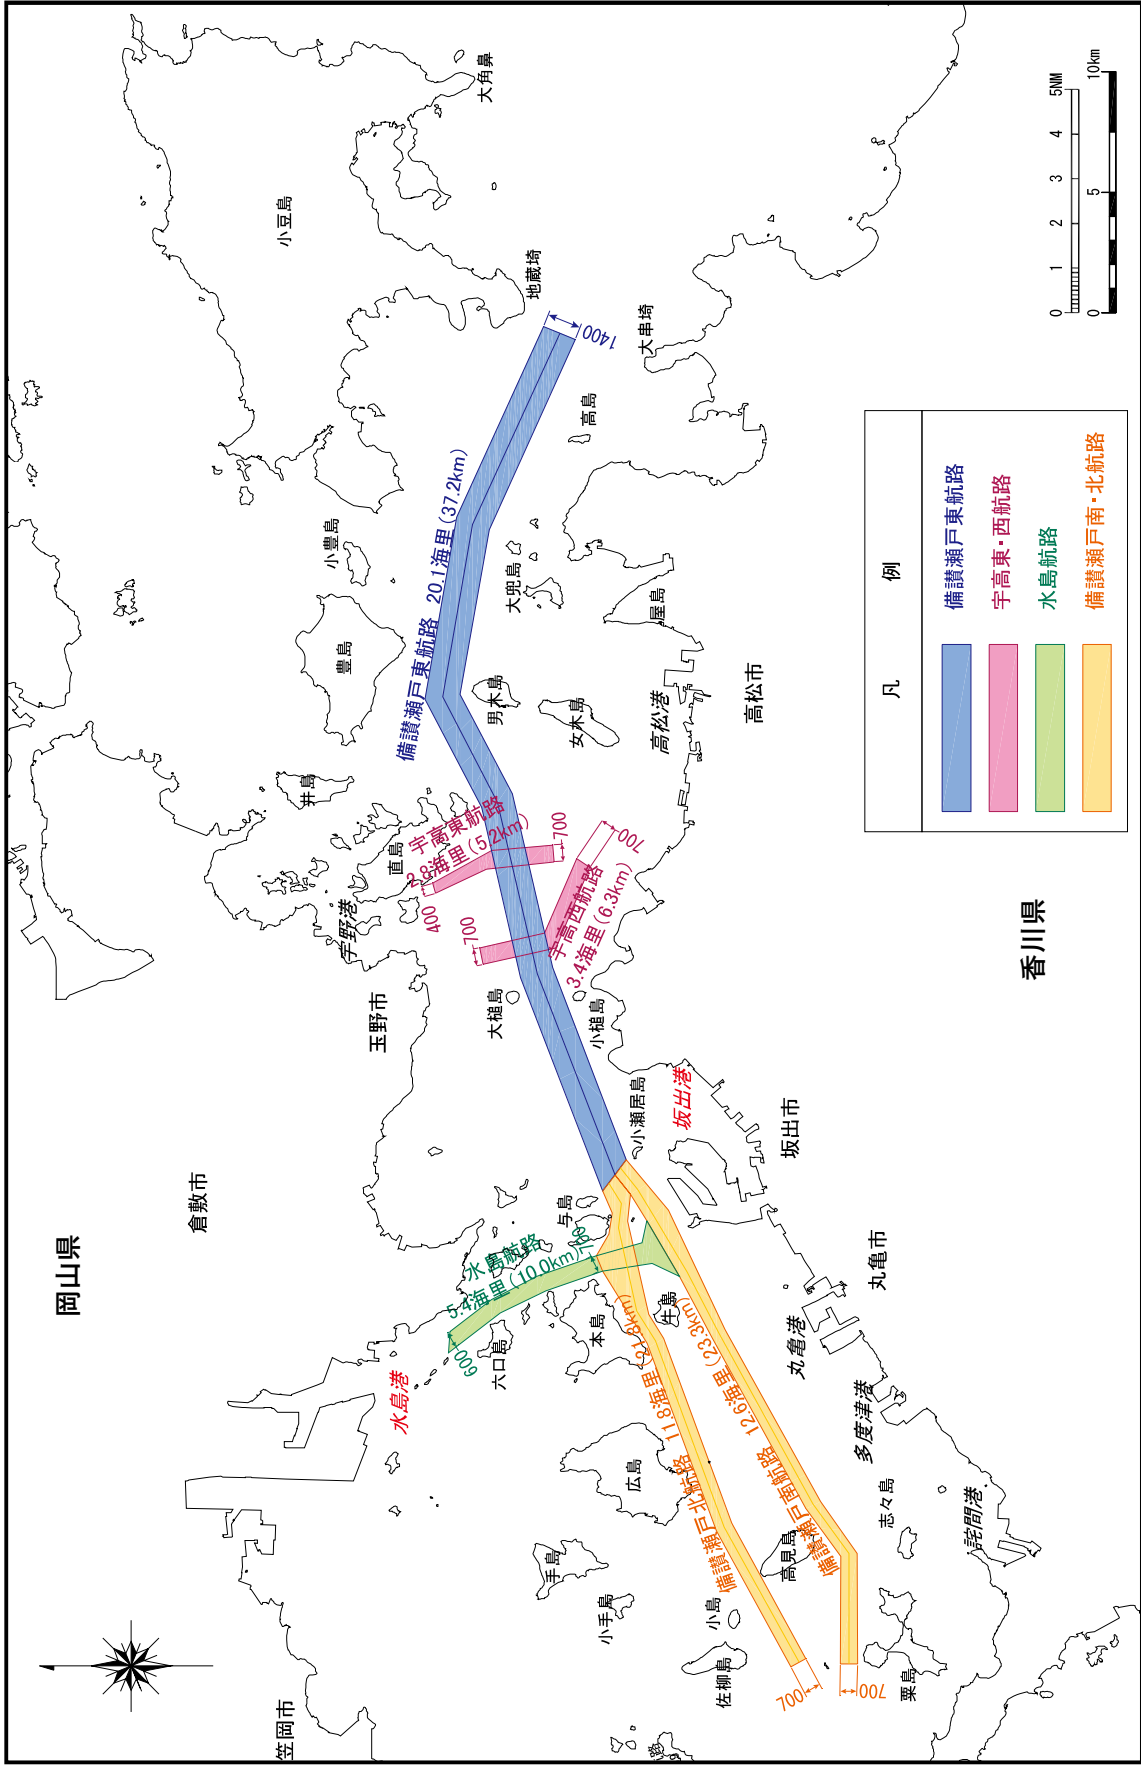 岡山県
倉敷市
笠岡市
玉野市
水島港
宇野港
直島
井島
豊島
小豊島
小豆島
大角鼻
地蔵埼
大串埼
高島
大兜島
男木島
女木島
屋島
高松港
高松市
大槌島
小槌島
小瀬居島
坂出港
坂出市
与島
本島
牛島
六口島
広島
手島
小手島
小島
佐柳島
高見島
粟島
志々島
丸亀市
丸亀港
多度津港
詫間港
香川県
備讃瀬戸東航路 20.1海里(37.2km)
1400
宇高東航路
2.8海里(5.2km)
400
700
宇高西航路
3.4海里(6.3km)
700
700
水島航路
5.4海里(10.0km)
600
700
備讃瀬戸北航路 11.8海里(21.8km)
700
備讃瀬戸南航路 12.6海里(23.3km)
700
凡 例
備讃瀬戸東航路
宇高東・西航路
水島航路
備讃瀬戸南・北航路
0 1 2 3 4 5NM
0 5 10km